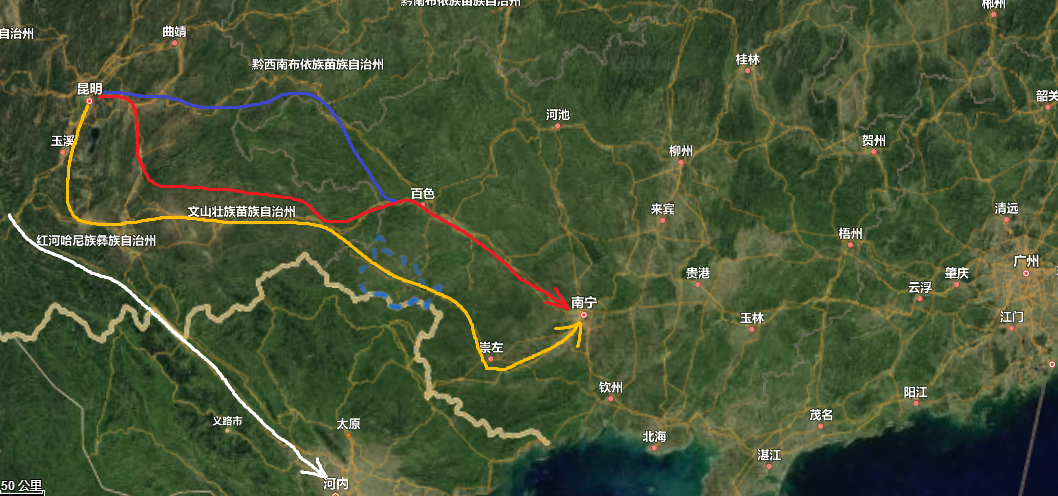 黔南布依族苗族自治州
郴州
自治州
曲靖
桂林
黔西南布依族苗族自治州
昆明
韶关
河池
玉溪
贺州
柳州
百色
文山壮族苗族自治州
来宾
清远
红河哈尼族彝族自治州
梧州
广州
贵港
肇庆
云浮
南宁
玉林
江门
崇左
钦州
阳江
义路市
太原
茂名
北海
湛江
河内
50 公里